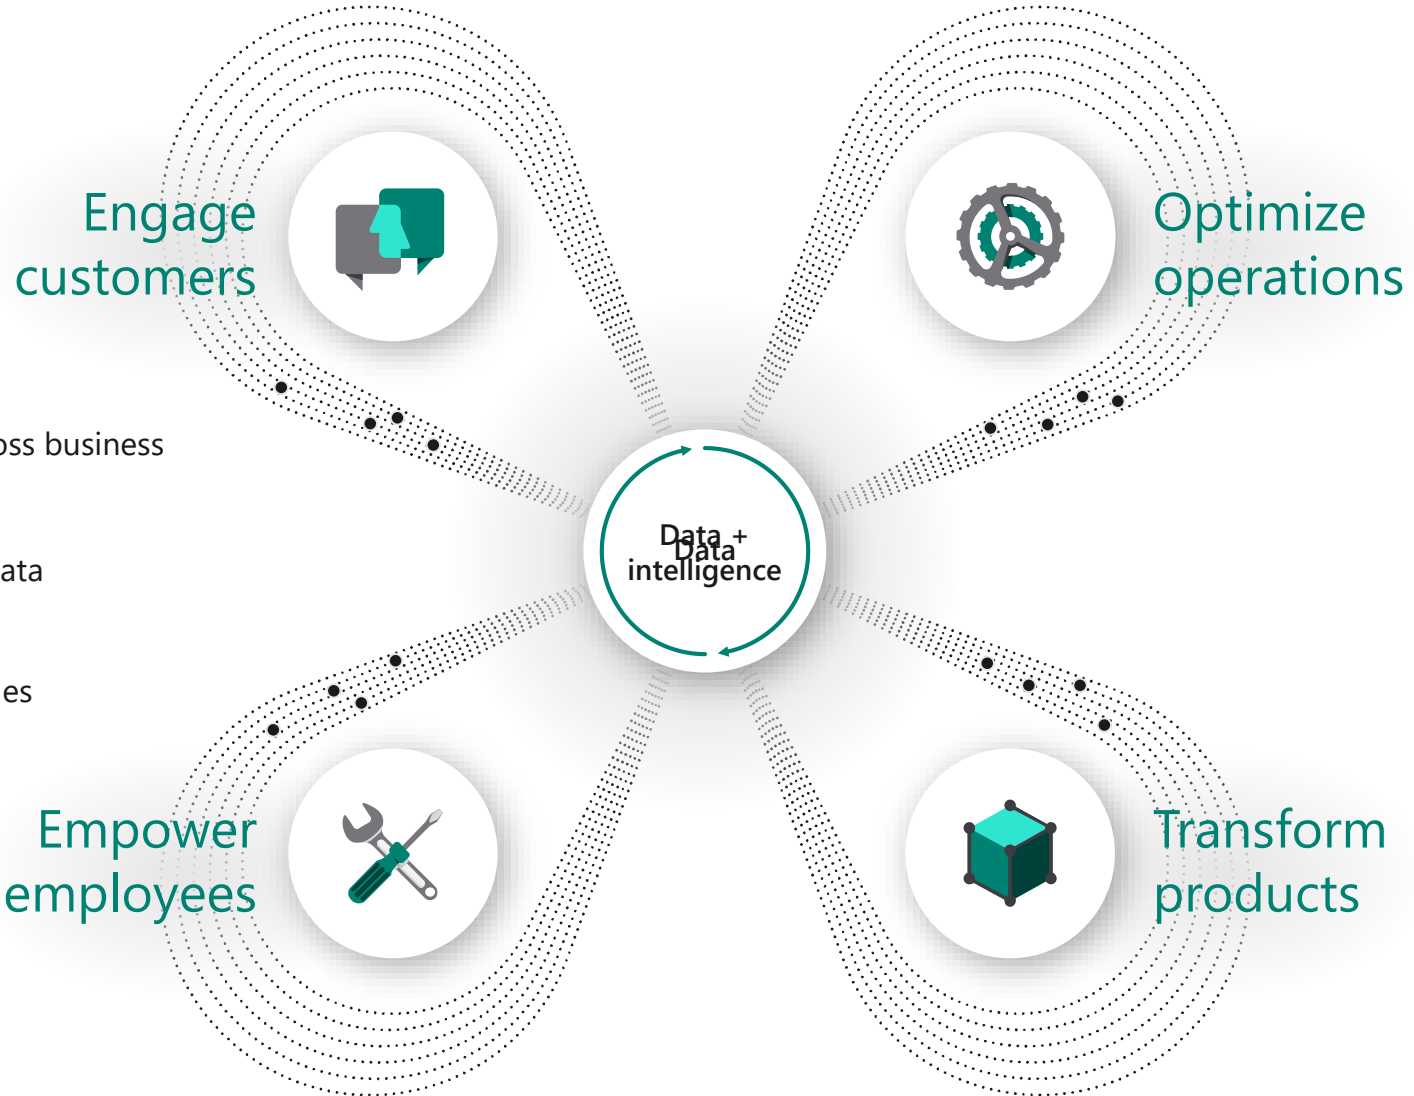 Engage
customers
Optimize
operations
oss business
Data +
Data
intelligence
ata
es
Empower
employees
Transform
products